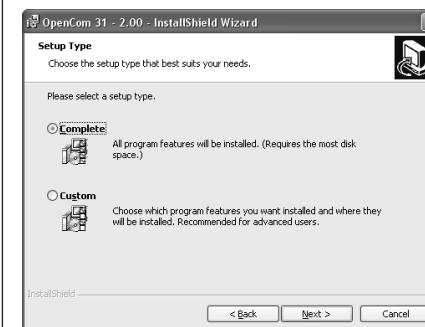 OpenCom 31 - 2.00 - InstallShield Wizard
Setup Type
Choose the setup type that best suits your needs.
Please select a setup type.
Complete
All program features will be installed. (Requires the most disk
space.)
Custom
Choose which program features you want installed and where they
will be installed. Recommended for advanced users.
InstallShield
< Back Next > Cancel